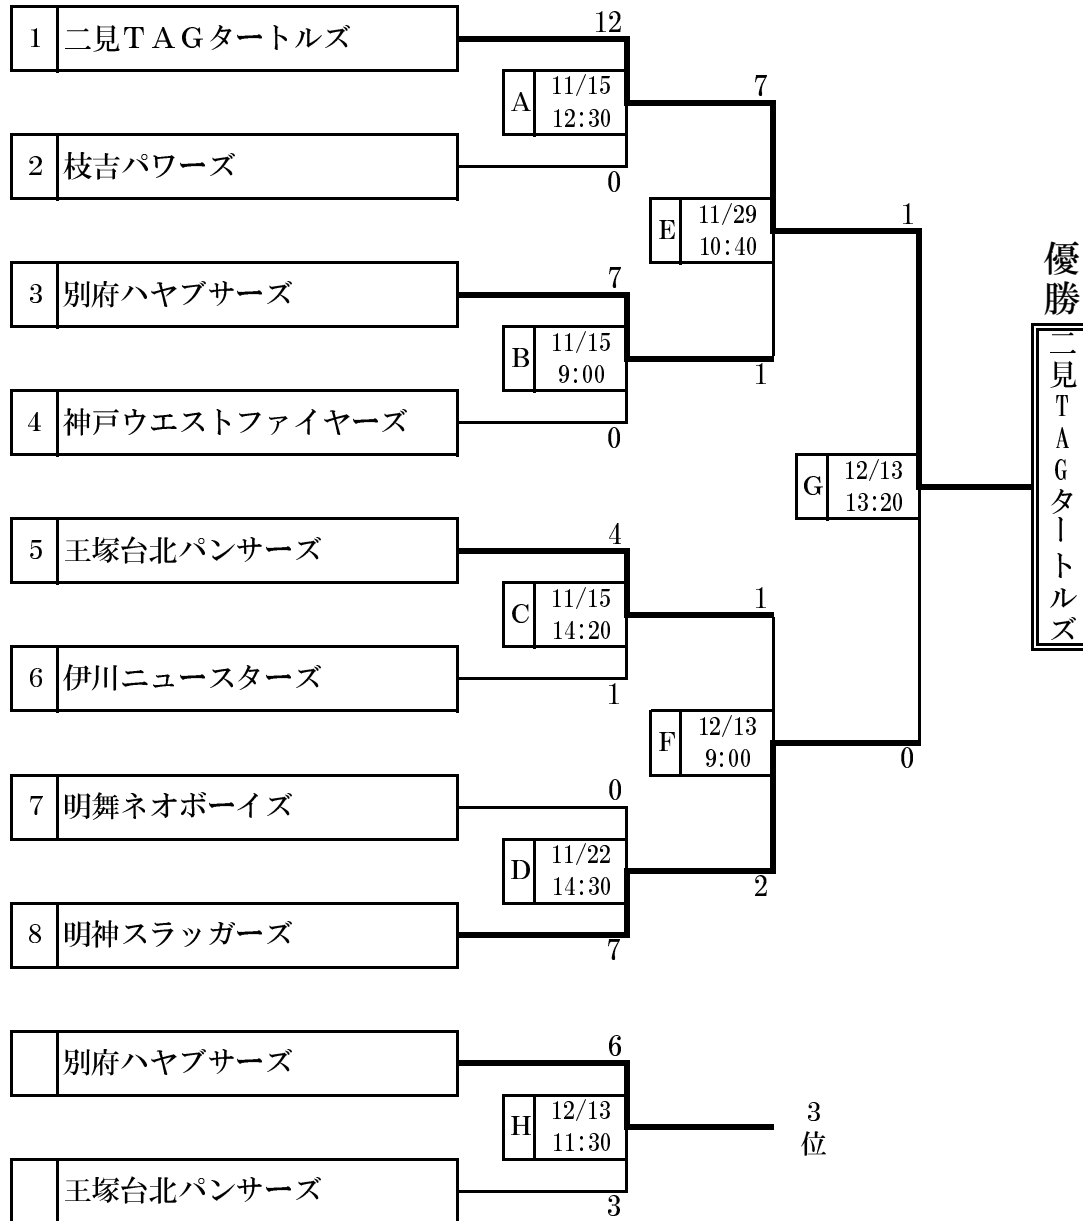 12
1 二見ＴＡＧタートルズ
A 11/15
12:30
7
2 枝吉パワーズ
0
E 11/29
10:40
1
優勝
3 別府ハヤブサーズ
7
B 11/15
9:00
1
4 神戸ウエストファイヤーズ
0
二見TAGタートルズ
G 12/13
13:20
5 王塚台北パンサーズ
4
C 11/15
14:20
1
6 伊川ニュースターズ
1
F 12/13
9:00
0
7 明舞ネオボーイズ
0
D 11/22
14:30
2
8 明神スラッガーズ
7
別府ハヤブサーズ
6
H 12/13
11:30
3位
王塚台北パンサーズ
3